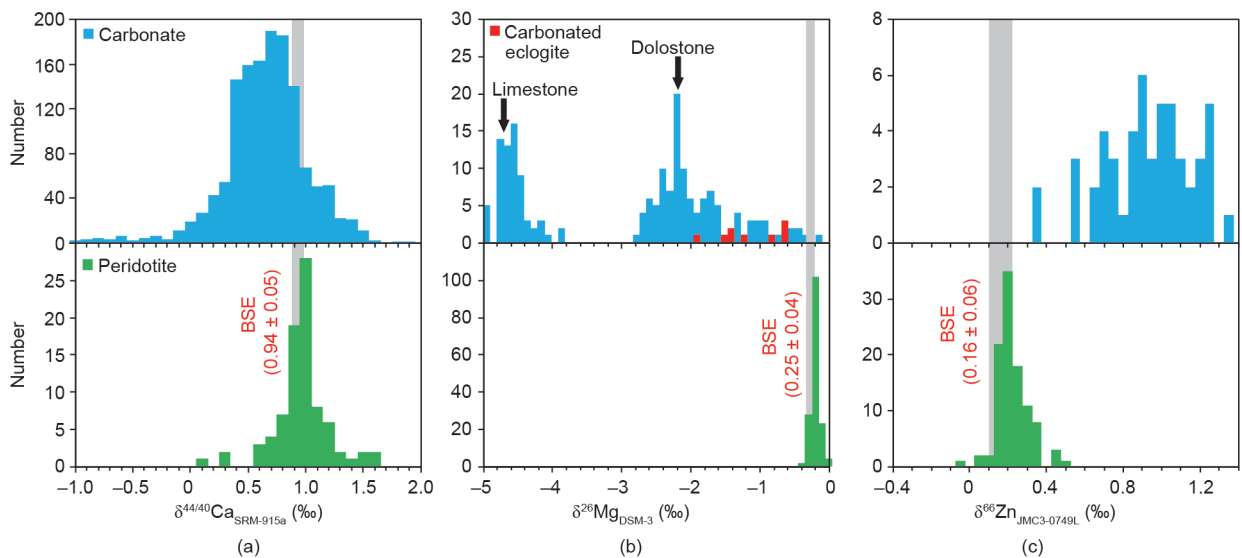 200
160
120
80
40
0
Number
Carbonate
25
20
15
10
5
0
Number
Peridotite
BSE
(0.94 ± 0.05)
–1.0 –0.5 0 0.5 1.0 1.5 2.0
δ44/40CaSRM-915a (‰)
(a)
30
25
20
15
10
5
0
Carbonated
eclogite
Dolostone
Limestone
100
80
60
40
20
0
BSE
(0.25 ± 0.04)
–5 –4 –3 –2 –1 0
δ26MgDSM-3 (‰)
(b)
8
6
4
2
0
30
20
10
0
BSE
(0.16 ± 0.06)
0 0.4 0.8 1.2
δ66ZnJMC3-0749L (‰)
(c)